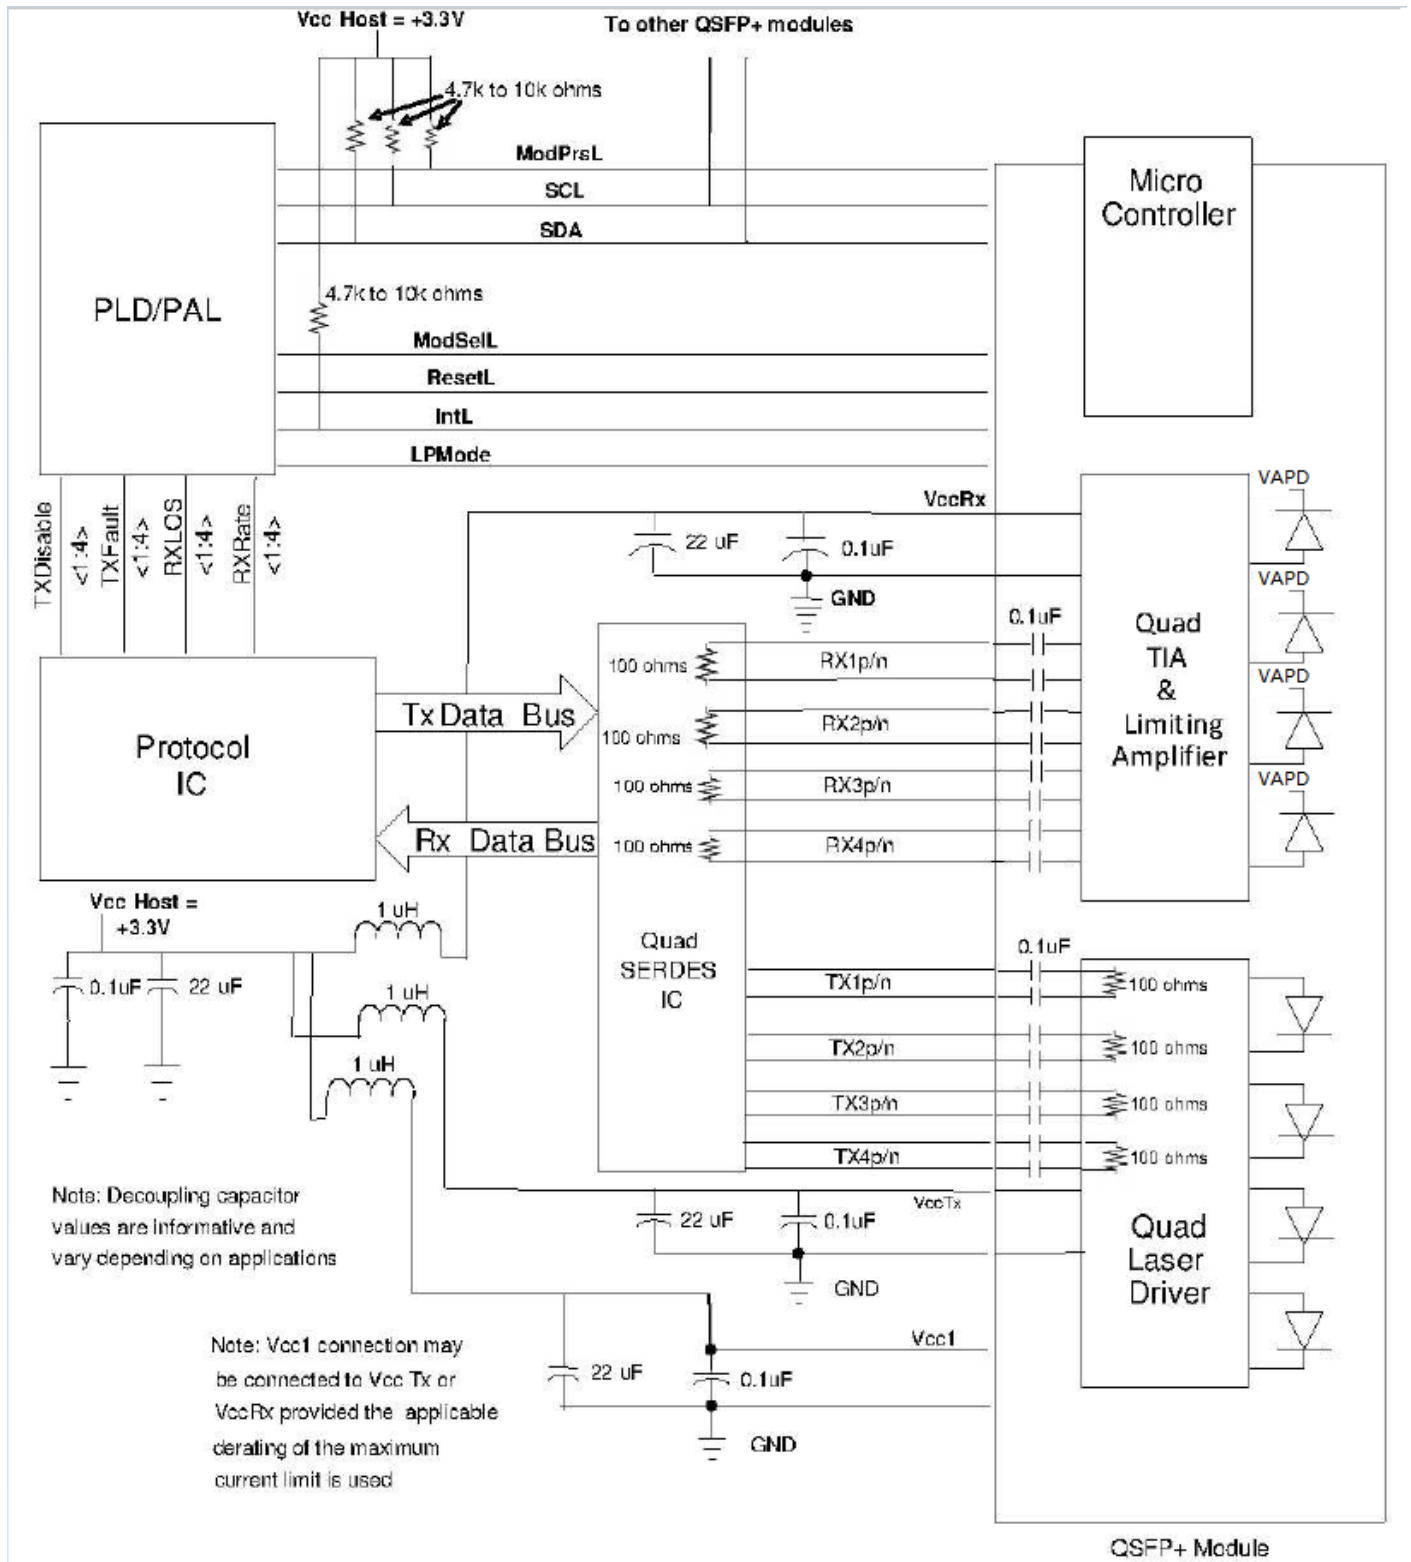 Vcc Host = +3.3V
To other QSFP+ modules
4.7k to 10k ohms
ModPrsL
SCL
SDA
PLD/PAL
4.7k to 10k ohms
ModSelL
ResetL
IntL
LPMode
Micro
Controller
TXDisable
<1:4>
TXFault
<1:4>
RXLOS
<1:4>
RXRate
<1:4>
VccRx
22 uF
0.1uF
GND
VAPD
VAPD
VAPD
VAPD
0.1uF
Quad
TIA
&
Limiting
Amplifier
100 ohms
RX1p/n
100 ohms
RX2p/n
100 ohms
RX3p/n
100 ohms
RX4p/n
Tx Data Bus
Protocol
IC
Rx Data Bus
Vcc Host =
+3.3V
0.1uF
22 uF
1 uH
1 uH
1 uH
Quad
SERDES
IC
0.1uF
TX1p/n
100 ohms
TX2p/n
100 ohms
TX3p/n
100 ohms
TX4p/n
100 ohms
Note: Decoupling capacitor
values are informative and
vary depending on applications
VccTx
22 uF
0.1uF
GND
Quad
Laser
Driver
Note: Vcc1 connection may
be connected to Vcc Tx or
VccRx provided the applicable
derating of the maximum
current limit is used
Vcc1
22 uF
0.1uF
GND
QSFP+ Module